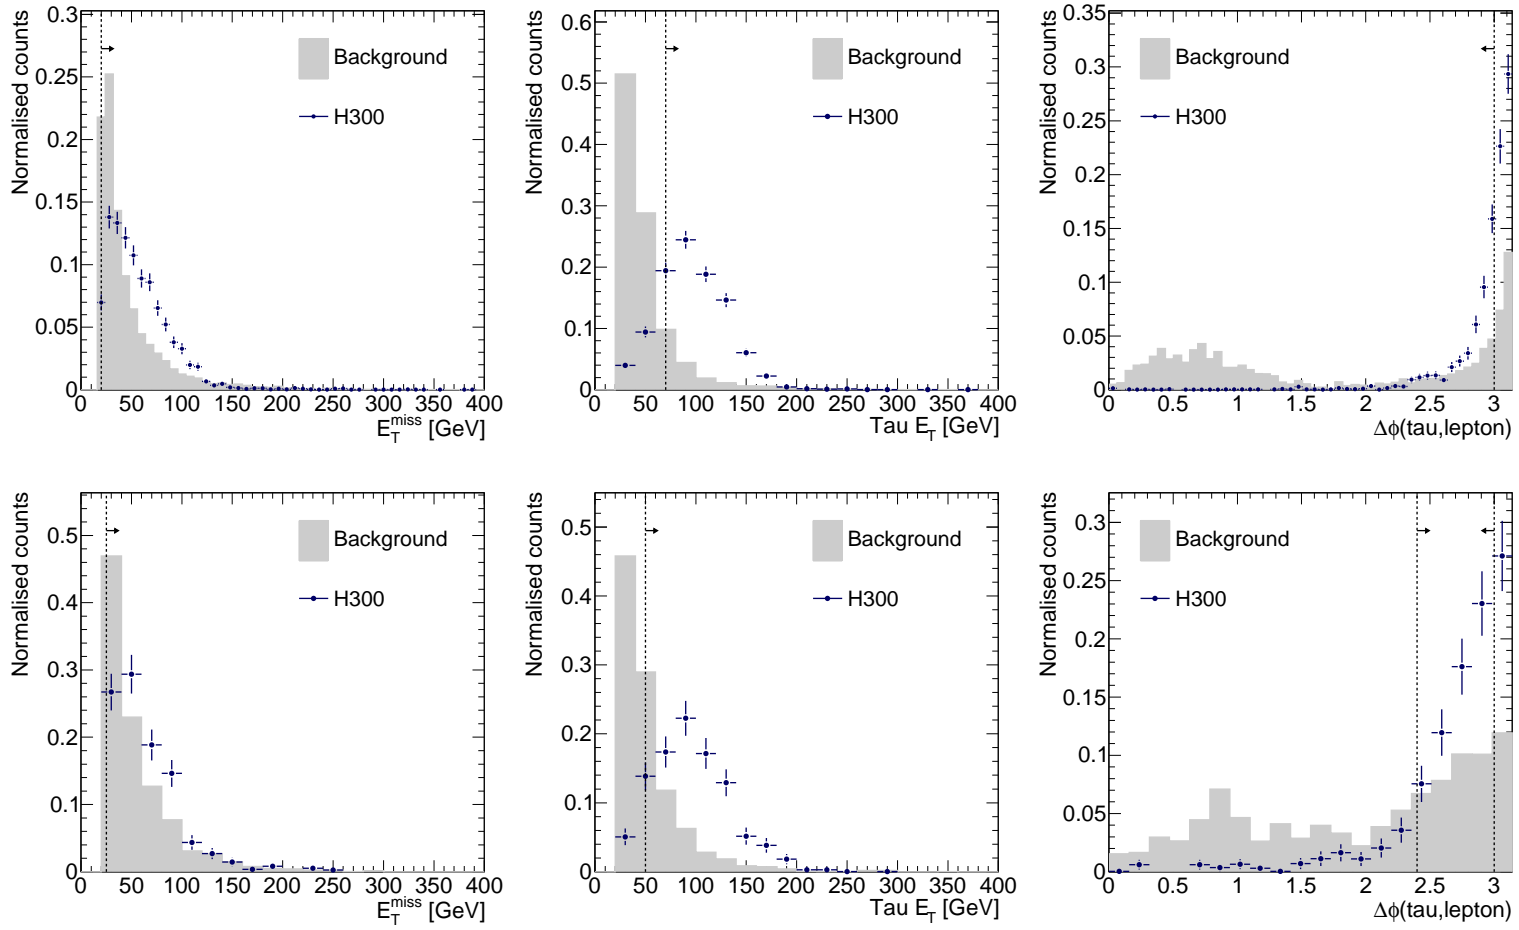 Normalised counts
0.3
0.25
0.2
0.15
0.1
0.05
0
Background
H300
0 50 100 150 200 250 300 350 400
E_T^miss [GeV]
Normalised counts
0.6
0.5
0.4
0.3
0.2
0.1
0
Background
H300
0 50 100 150 200 250 300 350 400
Tau E_T [GeV]
Normalised counts
0.35
0.3
0.25
0.2
0.15
0.1
0.05
0
Background
H300
0 0.5 1 1.5 2 2.5 3
Δϕ(tau,lepton)
Normalised counts
0.5
0.4
0.3
0.2
0.1
0
Background
H300
0 50 100 150 200 250 300 350 400
E_T^miss [GeV]
Normalised counts
0.5
0.4
0.3
0.2
0.1
0
Background
H300
0 50 100 150 200 250 300 350 400
Tau E_T [GeV]
Normalised counts
0.3
0.25
0.2
0.15
0.1
0.05
0
Background
H300
0 0.5 1 1.5 2 2.5 3
Δϕ(tau,lepton)